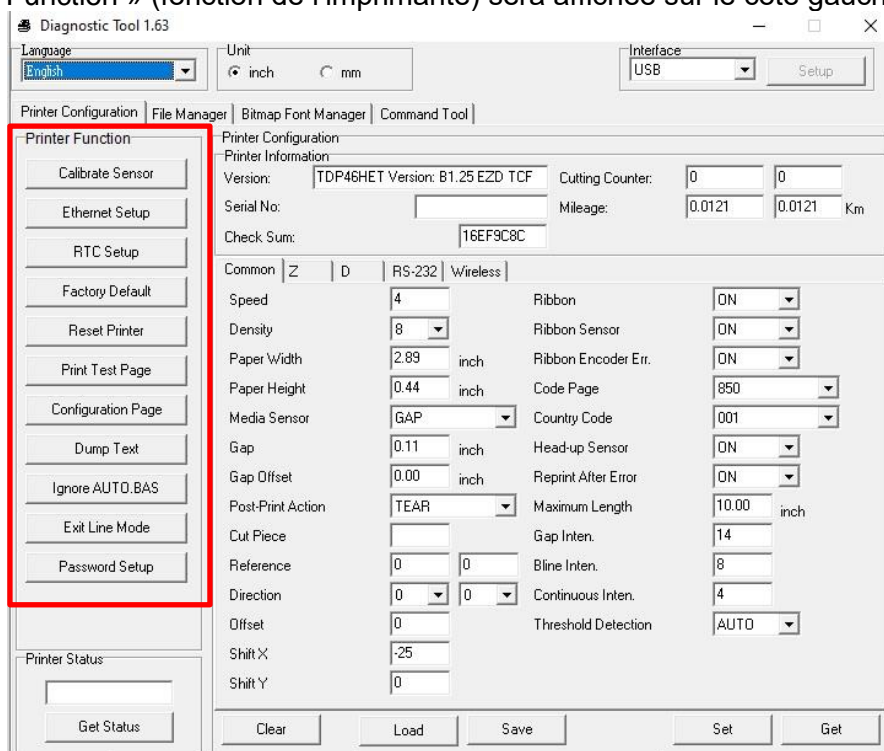 Function » (fonction de l'imprimante) sera affichée sur le côté gauch
Diagnostic Tool 1.63
Language
English
Unit
inch mm
Interface
USB Setup
Printer Configuration File Manager Bitmap Font Manager Command Tool
Printer Function
Calibrate Sensor
Ethernet Setup
RTC Setup
Factory Default
Reset Printer
Print Test Page
Configuration Page
Dump Text
Ignore AUTO.BAS
Exit Line Mode
Password Setup
Printer Status
Get Status
Printer Configuration
Printer Information
Version: TDP46HET Version: B1.25 EZD TCF Cutting Counter: 0 0
Serial No: Mileage: 0.0121 0.0121 Km
Check Sum: 16EF9C8C
Common Z D RS-232 Wireless
Speed 4 Ribbon ON
Density 8 Ribbon Sensor ON
Paper Width 2.89 inch Ribbon Encoder Err. ON
Paper Height 0.44 inch Code Page 850
Media Sensor GAP Country Code 001
Gap 0.11 inch Head-up Sensor ON
Gap Offset 0.00 inch Reprint After Error ON
Post-Print Action TEAR Maximum Length 10.00 inch
Cut Piece Gap Inten. 14
Reference 0 0 Bline Inten. 8
Direction 0 0 Continuous Inten. 4
Offset 0 Threshold Detection AUTO
Shift X -25
Shift Y 0
Clear Load Save Set Get